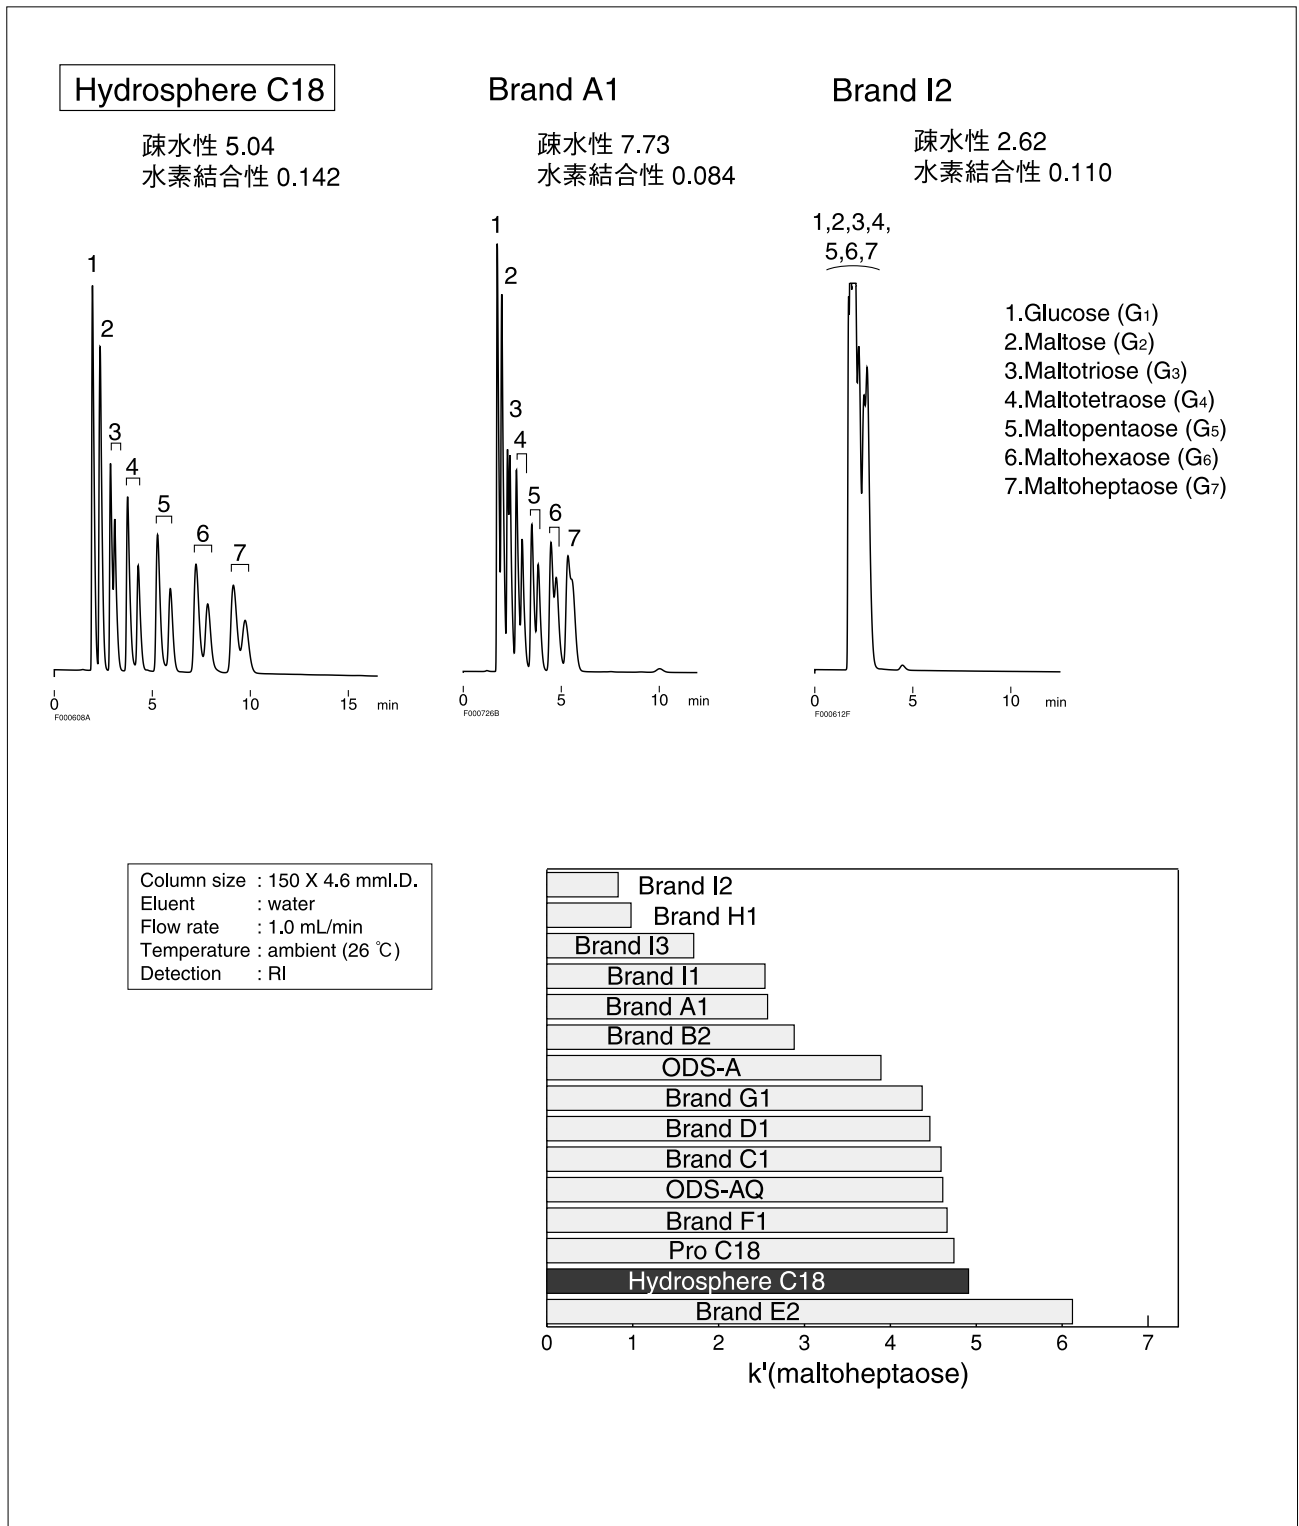 Hydrosphere C18
疎水性 5.04
水素結合性 0.142
Brand A1
疎水性 7.73
水素結合性 0.084
Brand I2
疎水性 2.62
水素結合性 0.110
1
2
3
4
5
6
7
0
5
10
15
min
F000608A
1
2
3
4
5
6
7
0
5
10
min
F000726B
1,2,3,4,
5,6,7
0
5
10
min
F000612F
1.Glucose (G1)
2.Maltose (G2)
3.Maltotriose (G3)
4.Maltotetraose (G4)
5.Maltopentaose (G5)
6.Maltohexaose (G6)
7.Maltoheptaose (G7)
Column size : 150 X 4.6 mmI.D.
Eluent : water
Flow rate : 1.0 mL/min
Temperature : ambient (26 ℃)
Detection : RI
Brand I2
Brand H1
Brand I3
Brand I1
Brand A1
Brand B2
ODS-A
Brand G1
Brand D1
Brand C1
ODS-AQ
Brand F1
Pro C18
Hydrosphere C18
Brand E2
0 1 2 3 4 5 6 7
k'(maltoheptaose)